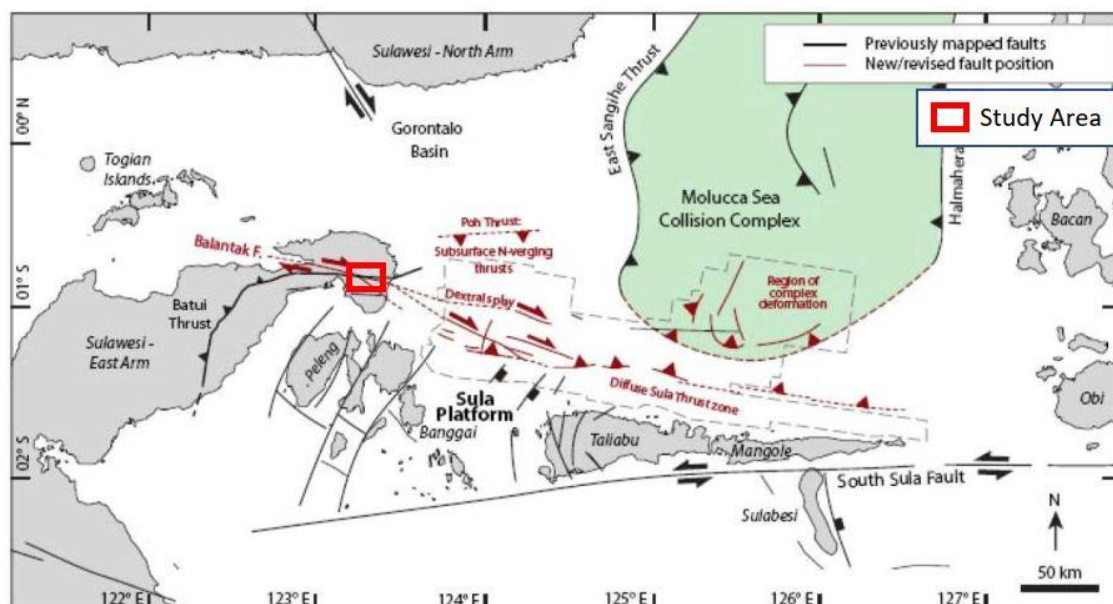 Sulawesi - North Arm
Previously mapped faults
New/revised fault position
Study Area
00° N
Gorontalo
Basin
East Sangihe Thrust
Togian
Islands
Molucca Sea
Collision Complex
Halmahera
Bacan
Poh Thrust:
Subsurface N-verging
thrusts
Balantak F.
01° S
Dextral splay
Region of
complex
deformation
Batui
Thrust
Sulawesi -
East Arm
Peleng
Sula
Platform
Banggai
Diffuse Sula Thrust zone
Obi
02° S
Taliabu
Mangole
South Sula Fault
Sulabesi
N
50 km
122° E
123° E
124° E
125° E
126° E
127° E